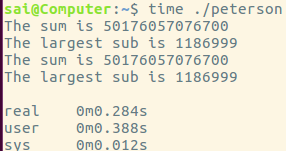 sai@Computer:~$ time ./peterson
The sum is 50176057076700
The largest sub is 1186999
The sum is 50176057076700
The largest sub is 1186999
real 0m0.284s
user 0m0.388s
sys 0m0.012s